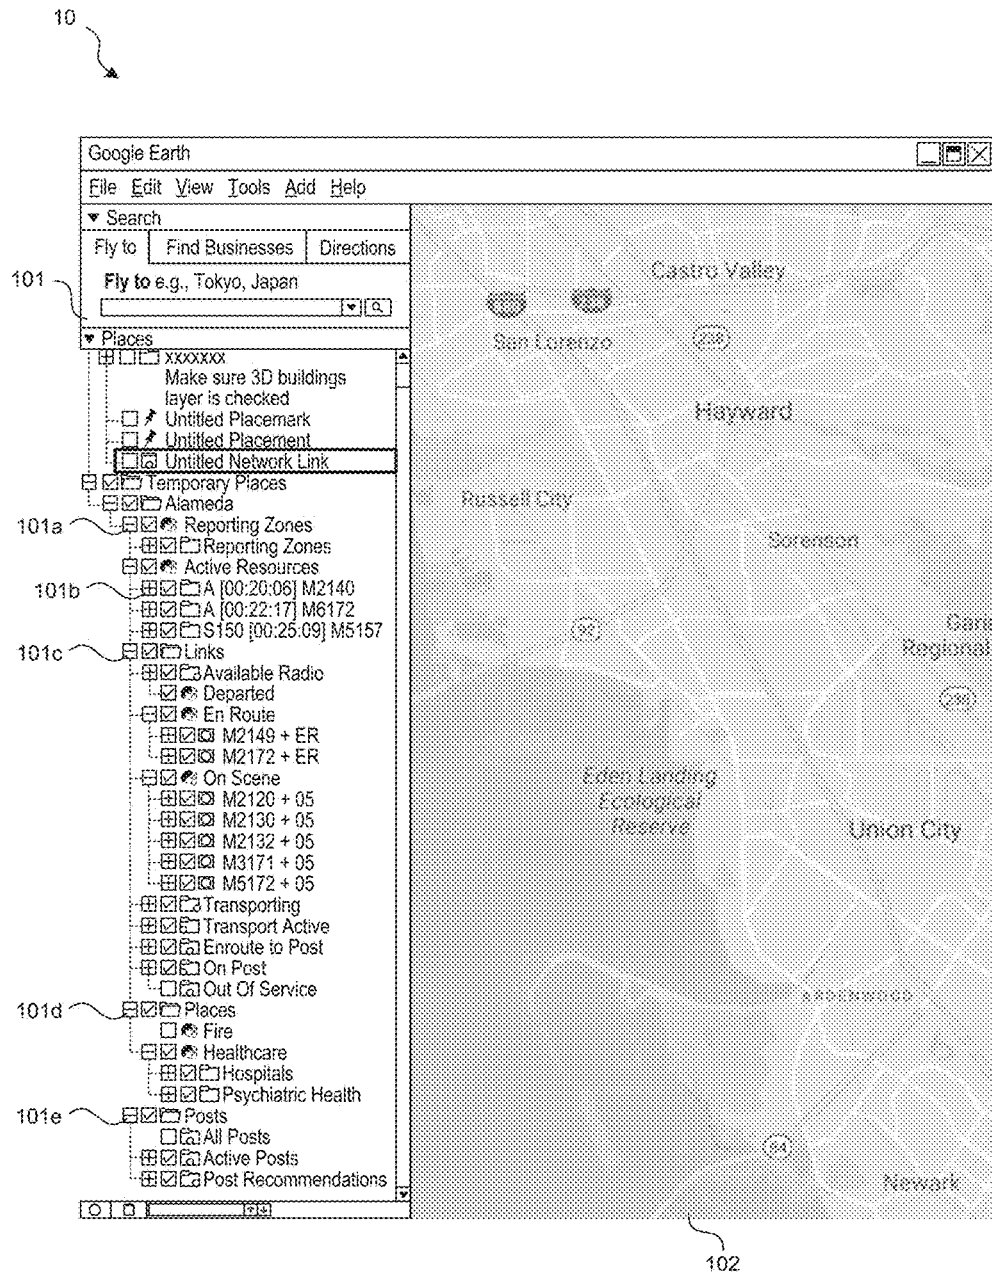 10
Google Earth
File Edit View Tools Add Help
Search
Fly to Find Businesses Directions
101
Fly to e.g., Tokyo, Japan
Places
xxxxxxx
Make sure 3D buildings
layer is checked
Untitled Placemark
Untitled Placement
Untitled Network Link
Temporary Places
Alameda
101a
Reporting Zones
Reporting Zones
Active Resources
101b
A [00:20:06] M2140
A [00:22:17] M6172
S150 [00:25:09] M5157
101c
Links
Available Radio
Departed
En Route
M2149 + ER
M2172 + ER
On Scene
M2120 + 05
M2130 + 05
M2132 + 05
M3171 + 05
M5172 + 05
Transporting
Transport Active
Enroute to Post
On Post
Out Of Service
101d
Places
Fire
Healthcare
Hospitals
Psychiatric Health
101e
Posts
All Posts
Active Posts
Post Recommendations
Castro Valley
San Lorenzo
238
Hayward
Russell City
Sorenson
92
Gar
Regional
Eden Landing
Ecological
Reserve
Union City
84
Newark
102